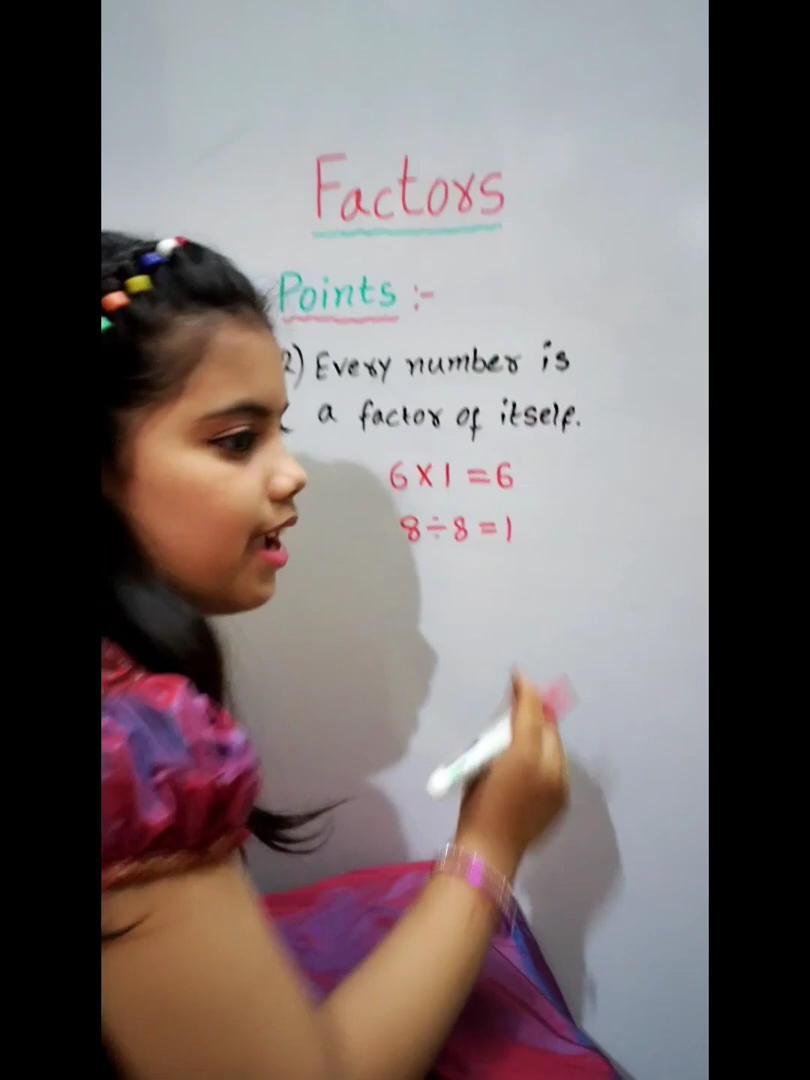 Factors
Points :-
2) Every number is
a factor of itself.
6 X 1 = 6
8 ÷ 8 = 1